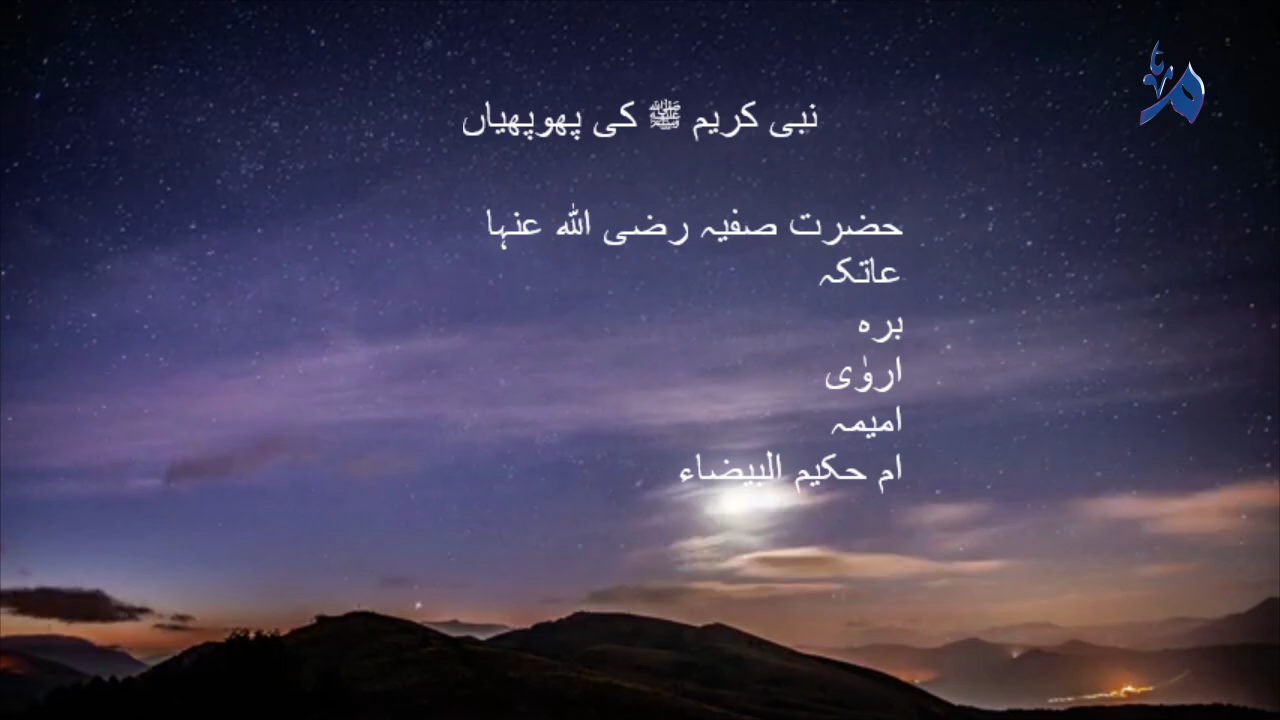 نبی کریم ﷺ کی پھوپھیاں
حضرت صفیہ رضی اللہ عنہا
عاتکہ
برہ
اروٰی
امیمہ
ام حکیم البیضاء